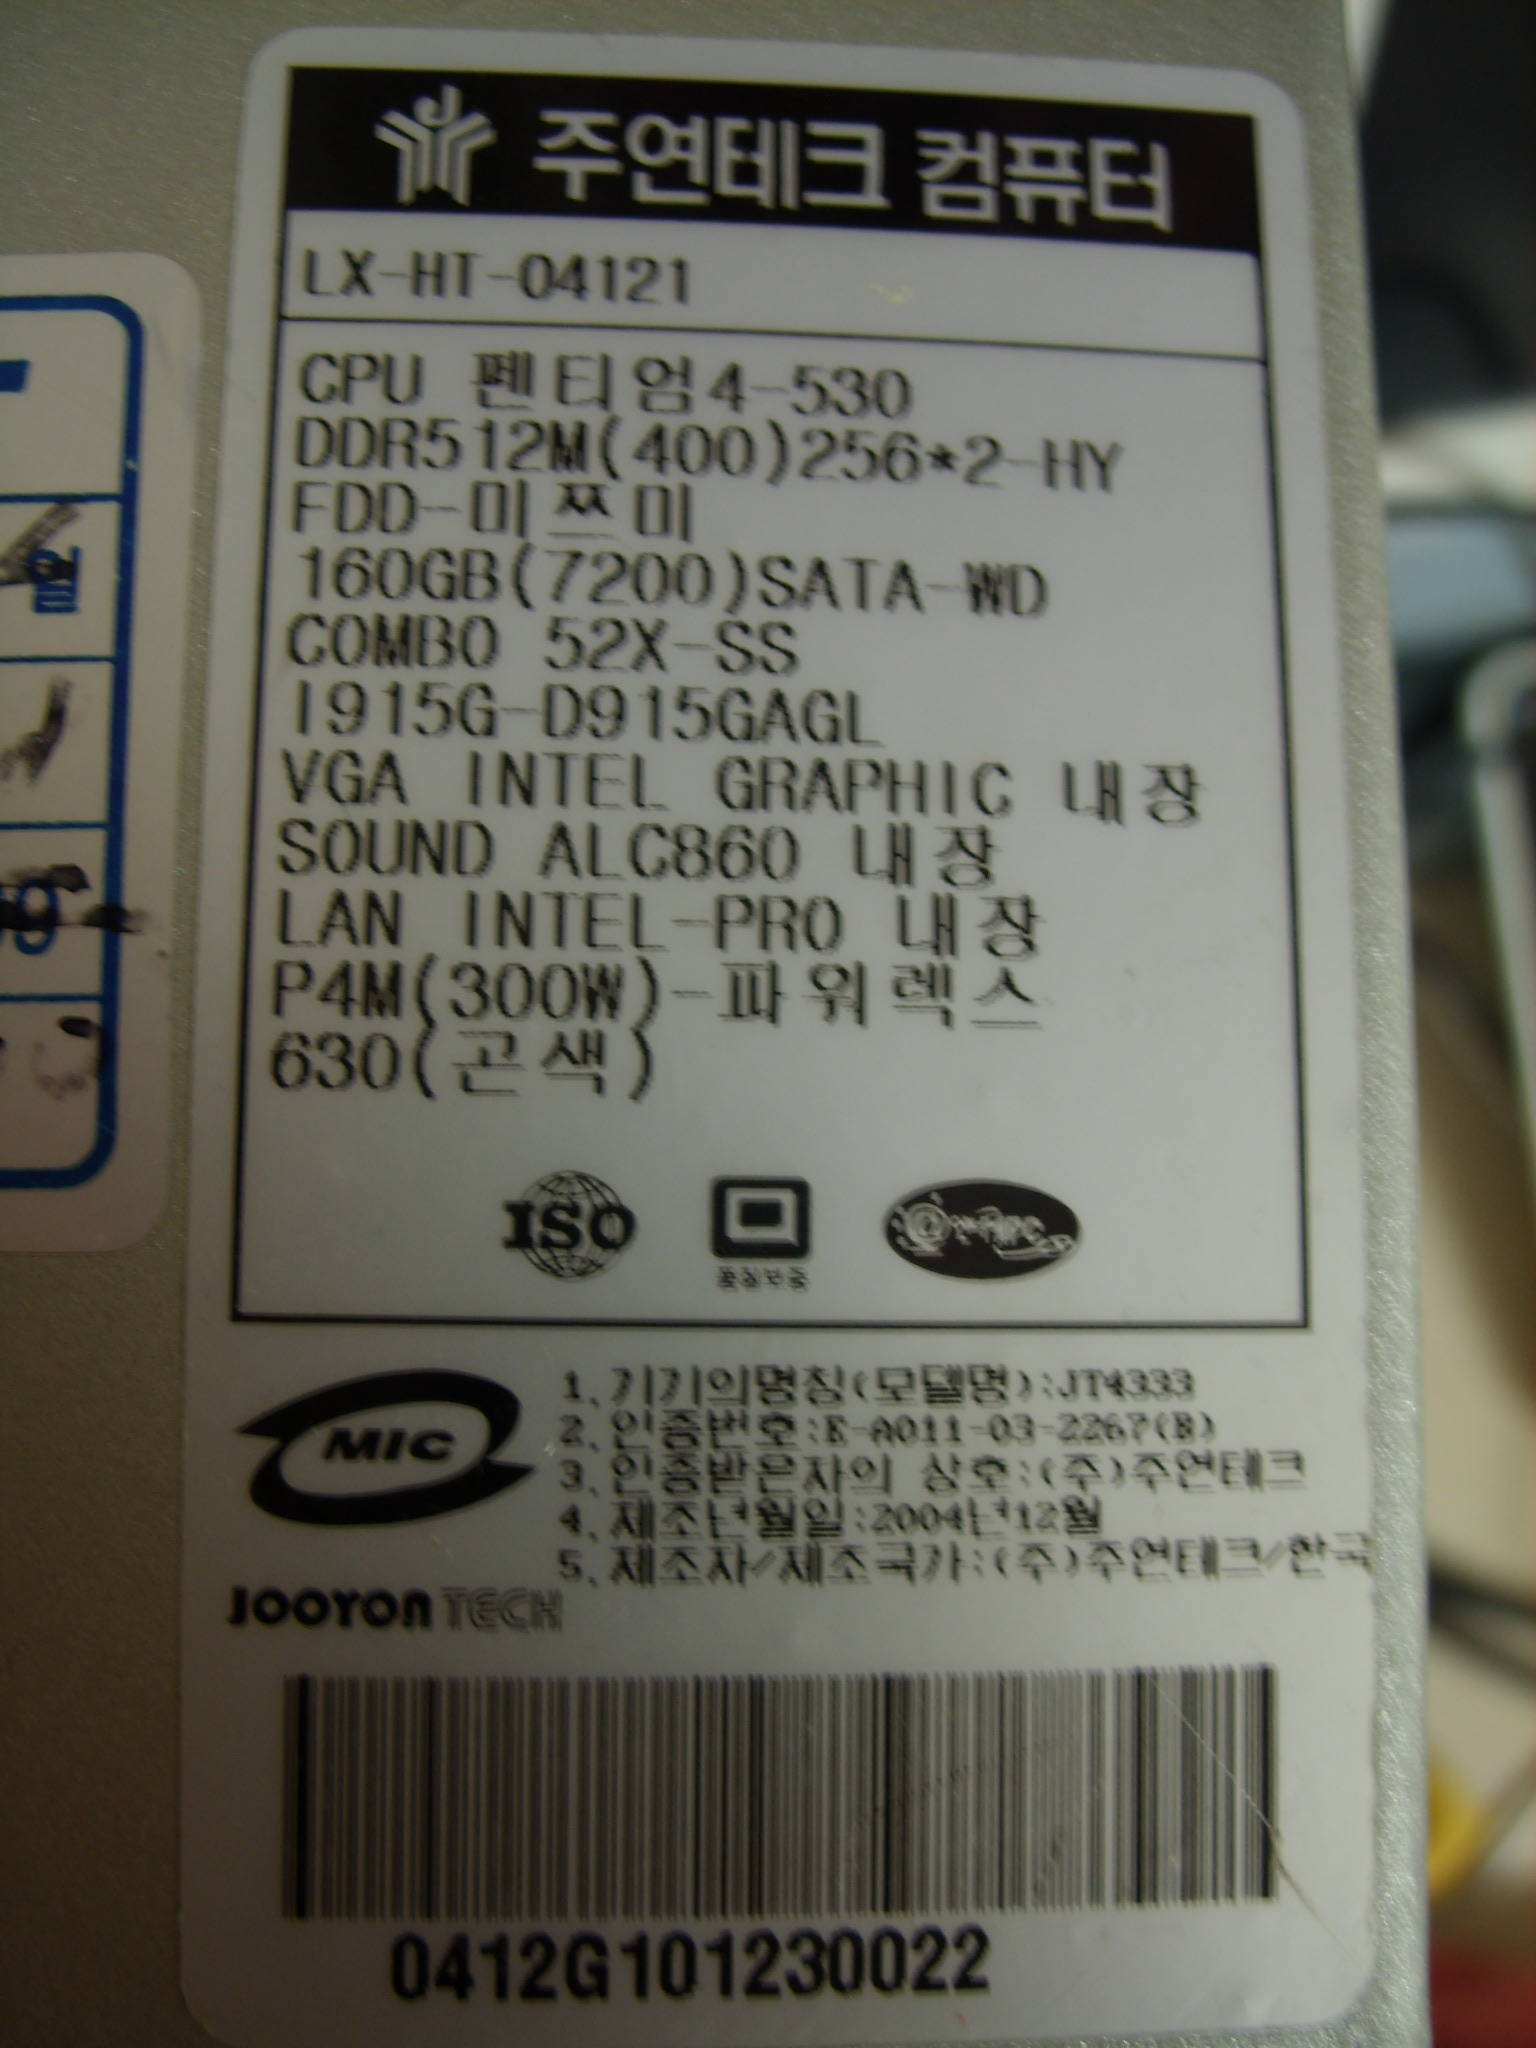 주연테크 컴퓨터
LX-HT-04121
CPU 펜티엄4-530
DDR512M(400)256*2-HY
FDD-미쯔미
160GB(7200)SATA-WD
COMBO 52X-SS
I915G-D915GAGL
VGA INTEL GRAPHIC 내장
SOUND ALC860 내장
LAN INTEL-PRO 내장
P4M(300W)-파워렉스
630(곤색)
ISO
품질보증
MIC
1. 기기의명칭(모델명):JT4333
2. 인증번호:E-A011-03-2267(B)
3. 인증받은자의 상호:(주)주연테크
4. 제조년월일:2004년12월
5. 제조자/제조국가:(주)주연테크/한국
JOOYON TECH
0412G101230022